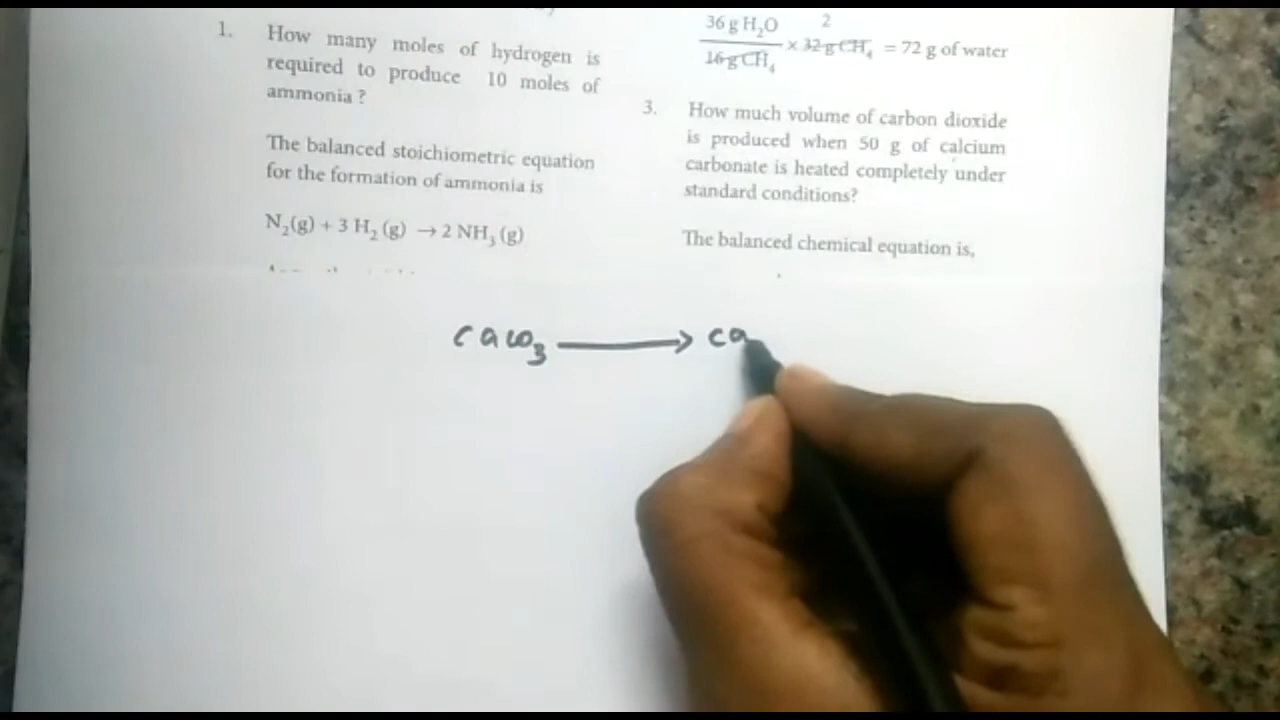 1. How many moles of hydrogen is
required to produce 10 moles of
ammonia ?
The balanced stoichiometric equation
for the formation of ammonia is
N₂(g) + 3 H₂ (g) → 2 NH₃ (g)
36 g H₂O / 16 g CH₄ × 32 g CH₄ 2 = 72 g of water
3. How much volume of carbon dioxide
is produced when 50 g of calcium
carbonate is heated completely under
standard conditions?
The balanced chemical equation is,
caco₃ → ca